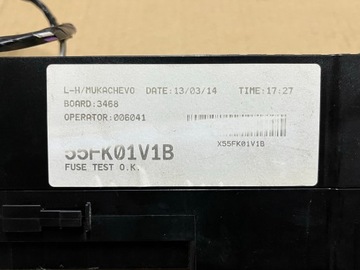 L-H/MUKACHEVO DATE:13/03/14 TIME:17:27
BOARD:3468
OPERATOR:006041
X55FK01V1B
55FK01V1B
FUSE TEST O.K.